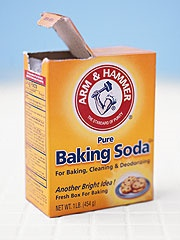 ARM & HAMMER
THE STANDARD OF PURITY
Pure
Baking Soda
For Baking, Cleaning & Deodorizing
Another Bright Idea!
Fresh Box For Baking
NET WT. 1 LB. (454 g)